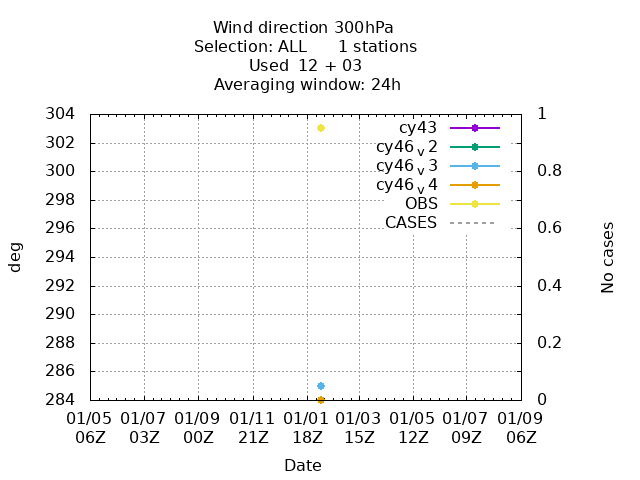 Wind direction 300hPa
Selection: ALL 1 stations
Used 12 + 03
Averaging window: 24h
304
302
300
298
296
294
292
290
288
286
284
deg
1
0.8
0.6
0.4
0.2
0
No cases
cy43
cy46v2
cy46v3
cy46v4
OBS
CASES
01/05 01/07 01/09 01/11 01/01 01/03 01/05 01/07 01/09
06Z 03Z 00Z 21Z 18Z 15Z 12Z 09Z 06Z
Date